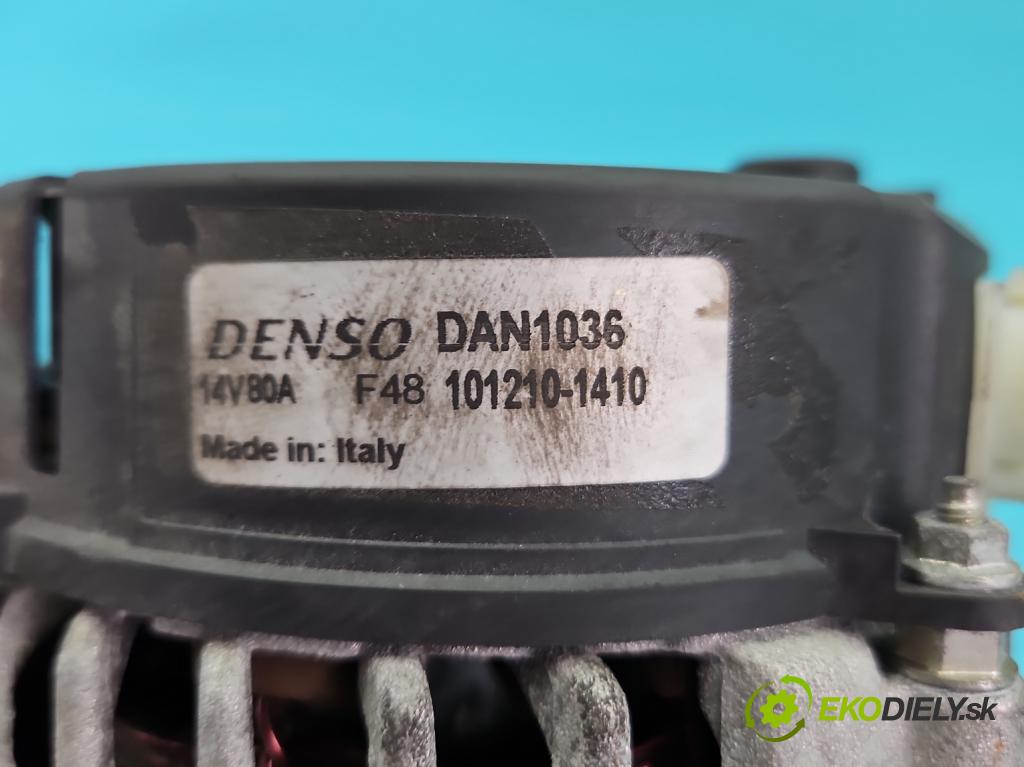 DENSO DAN1036
14V80A F48 101210-1410
Made in: Italy
EKODIELY.sk